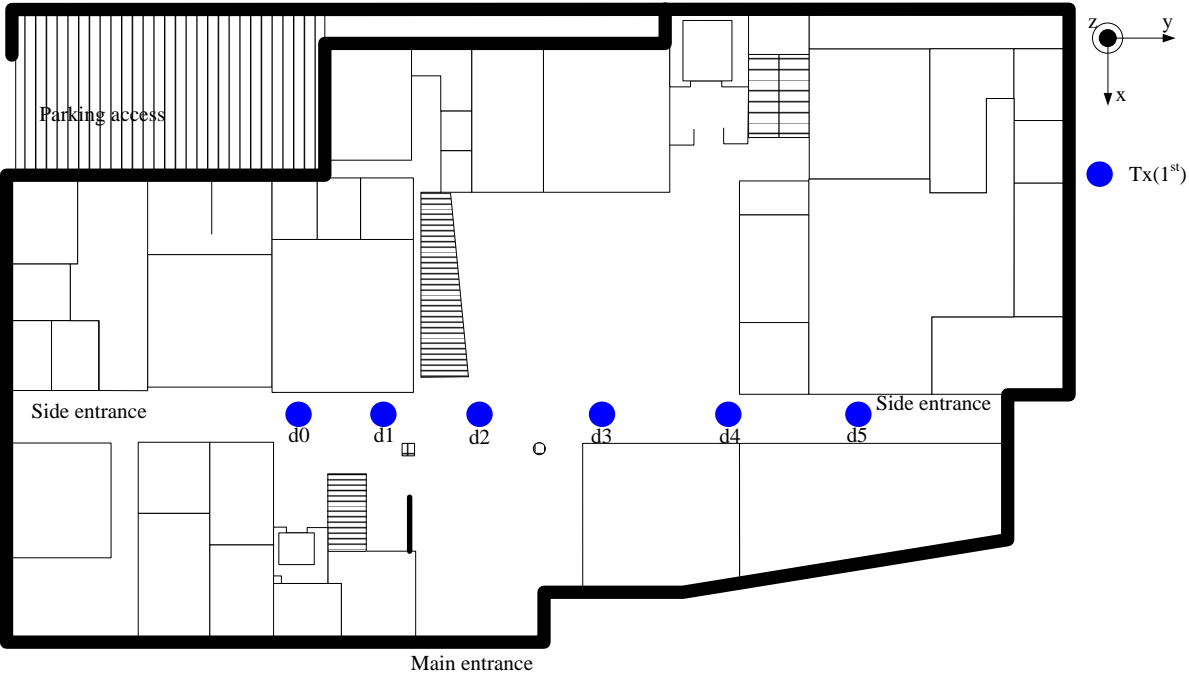 z
y
x
Parking access
Tx(1st)
Side entrance
Side entrance
d0
d1
d2
d3
d4
d5
Main entrance